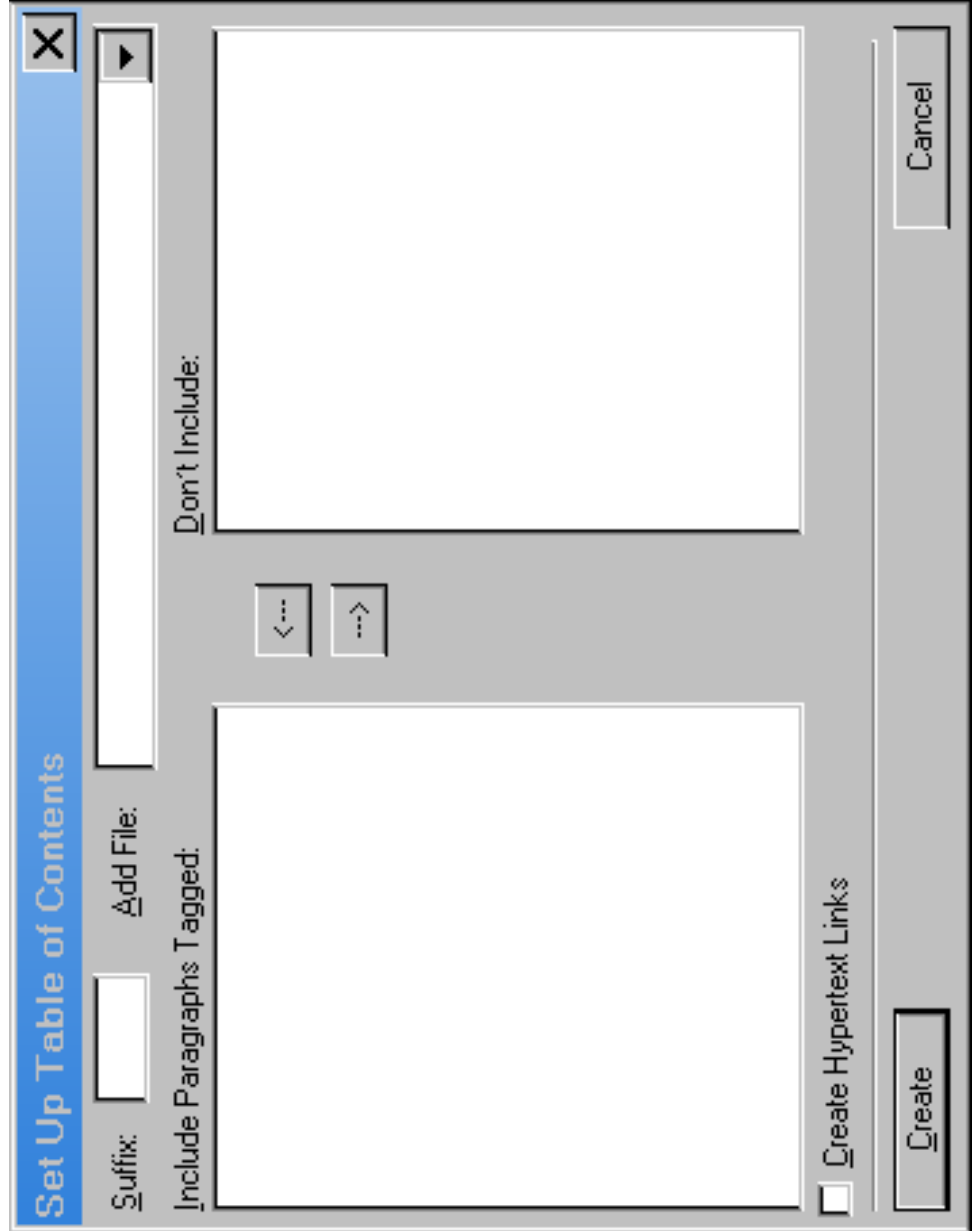 Set Up Table of Contents
Suffix: Add File:
Include Paragraphs Tagged: Don't Include:
<---
--->
Create Hypertext Links
Create Cancel